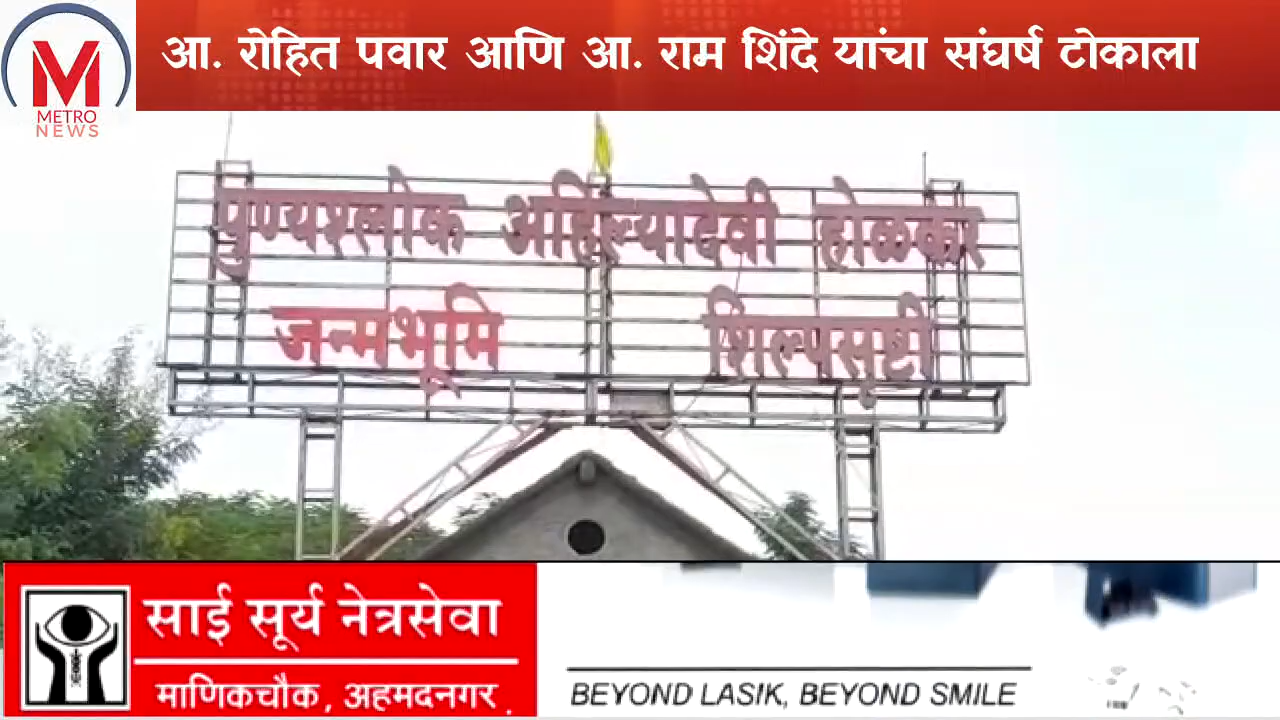 आ. रोहित पवार आणि आ. राम शिंदे यांचा संघर्ष टोकाला
M
METRO
NEWS
पुण्यश्लोक अहिल्यादेवी होळकर
जन्मभूमि शिल्पसृष्टी
साई सूर्य नेत्रसेवा
माणिकचौक, अहमदनगर.
BEYOND LASIK, BEYOND SMILE